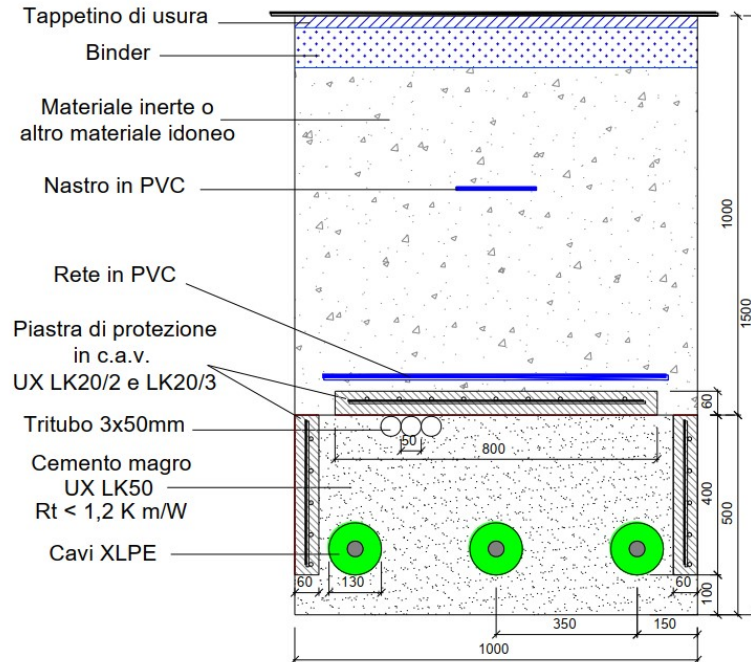 Tappetino di usura
Binder
Materiale inerte o
altro materiale idoneo
Nastro in PVC
Rete in PVC
Piastra di protezione
in c.a.v.
UX LK20/2 e LK20/3
Tritubo 3x50mm
Cemento magro
UX LK50
Rt < 1,2 K m/W
Cavi XLPE
1000
1500
60
50
800
400
500
60
130
60
100
350
150
1000